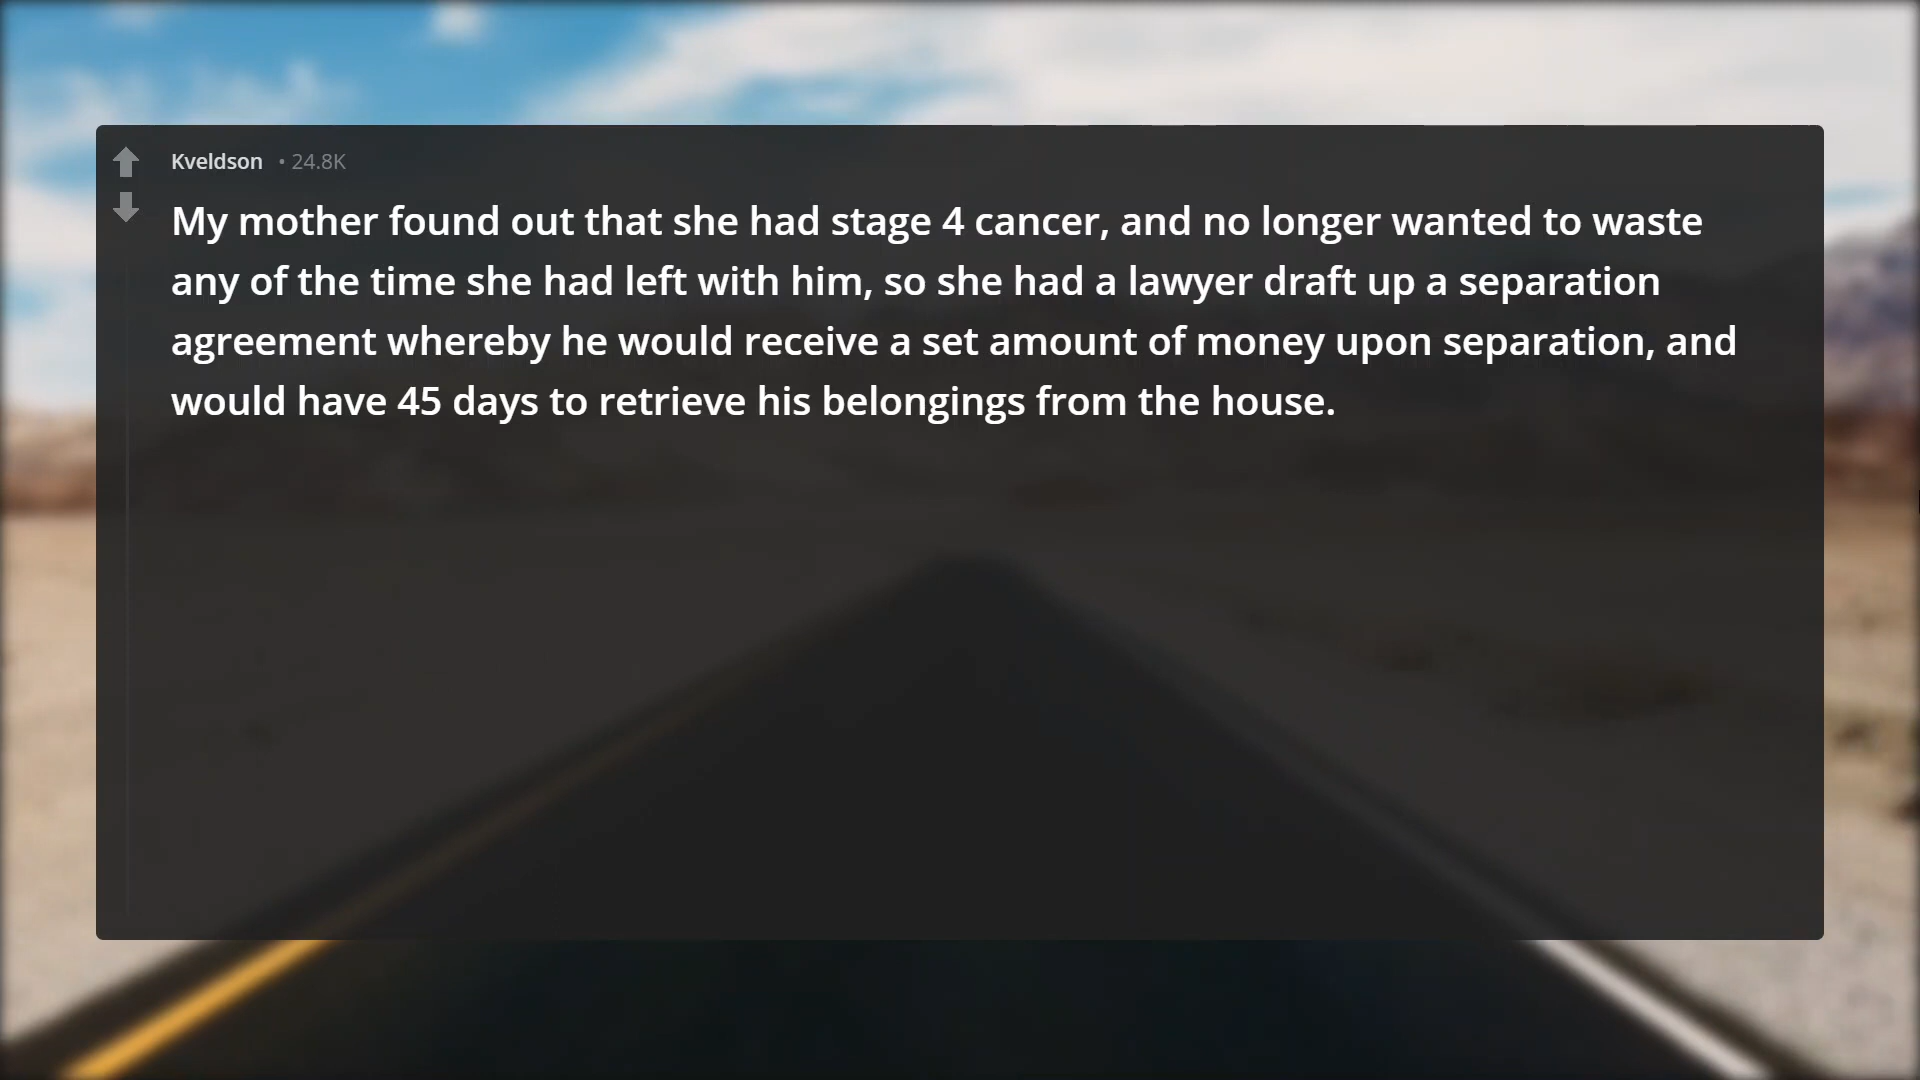 Kveldson • 24.8K
My mother found out that she had stage 4 cancer, and no longer wanted to waste
any of the time she had left with him, so she had a lawyer draft up a separation
agreement whereby he would receive a set amount of money upon separation, and
would have 45 days to retrieve his belongings from the house.